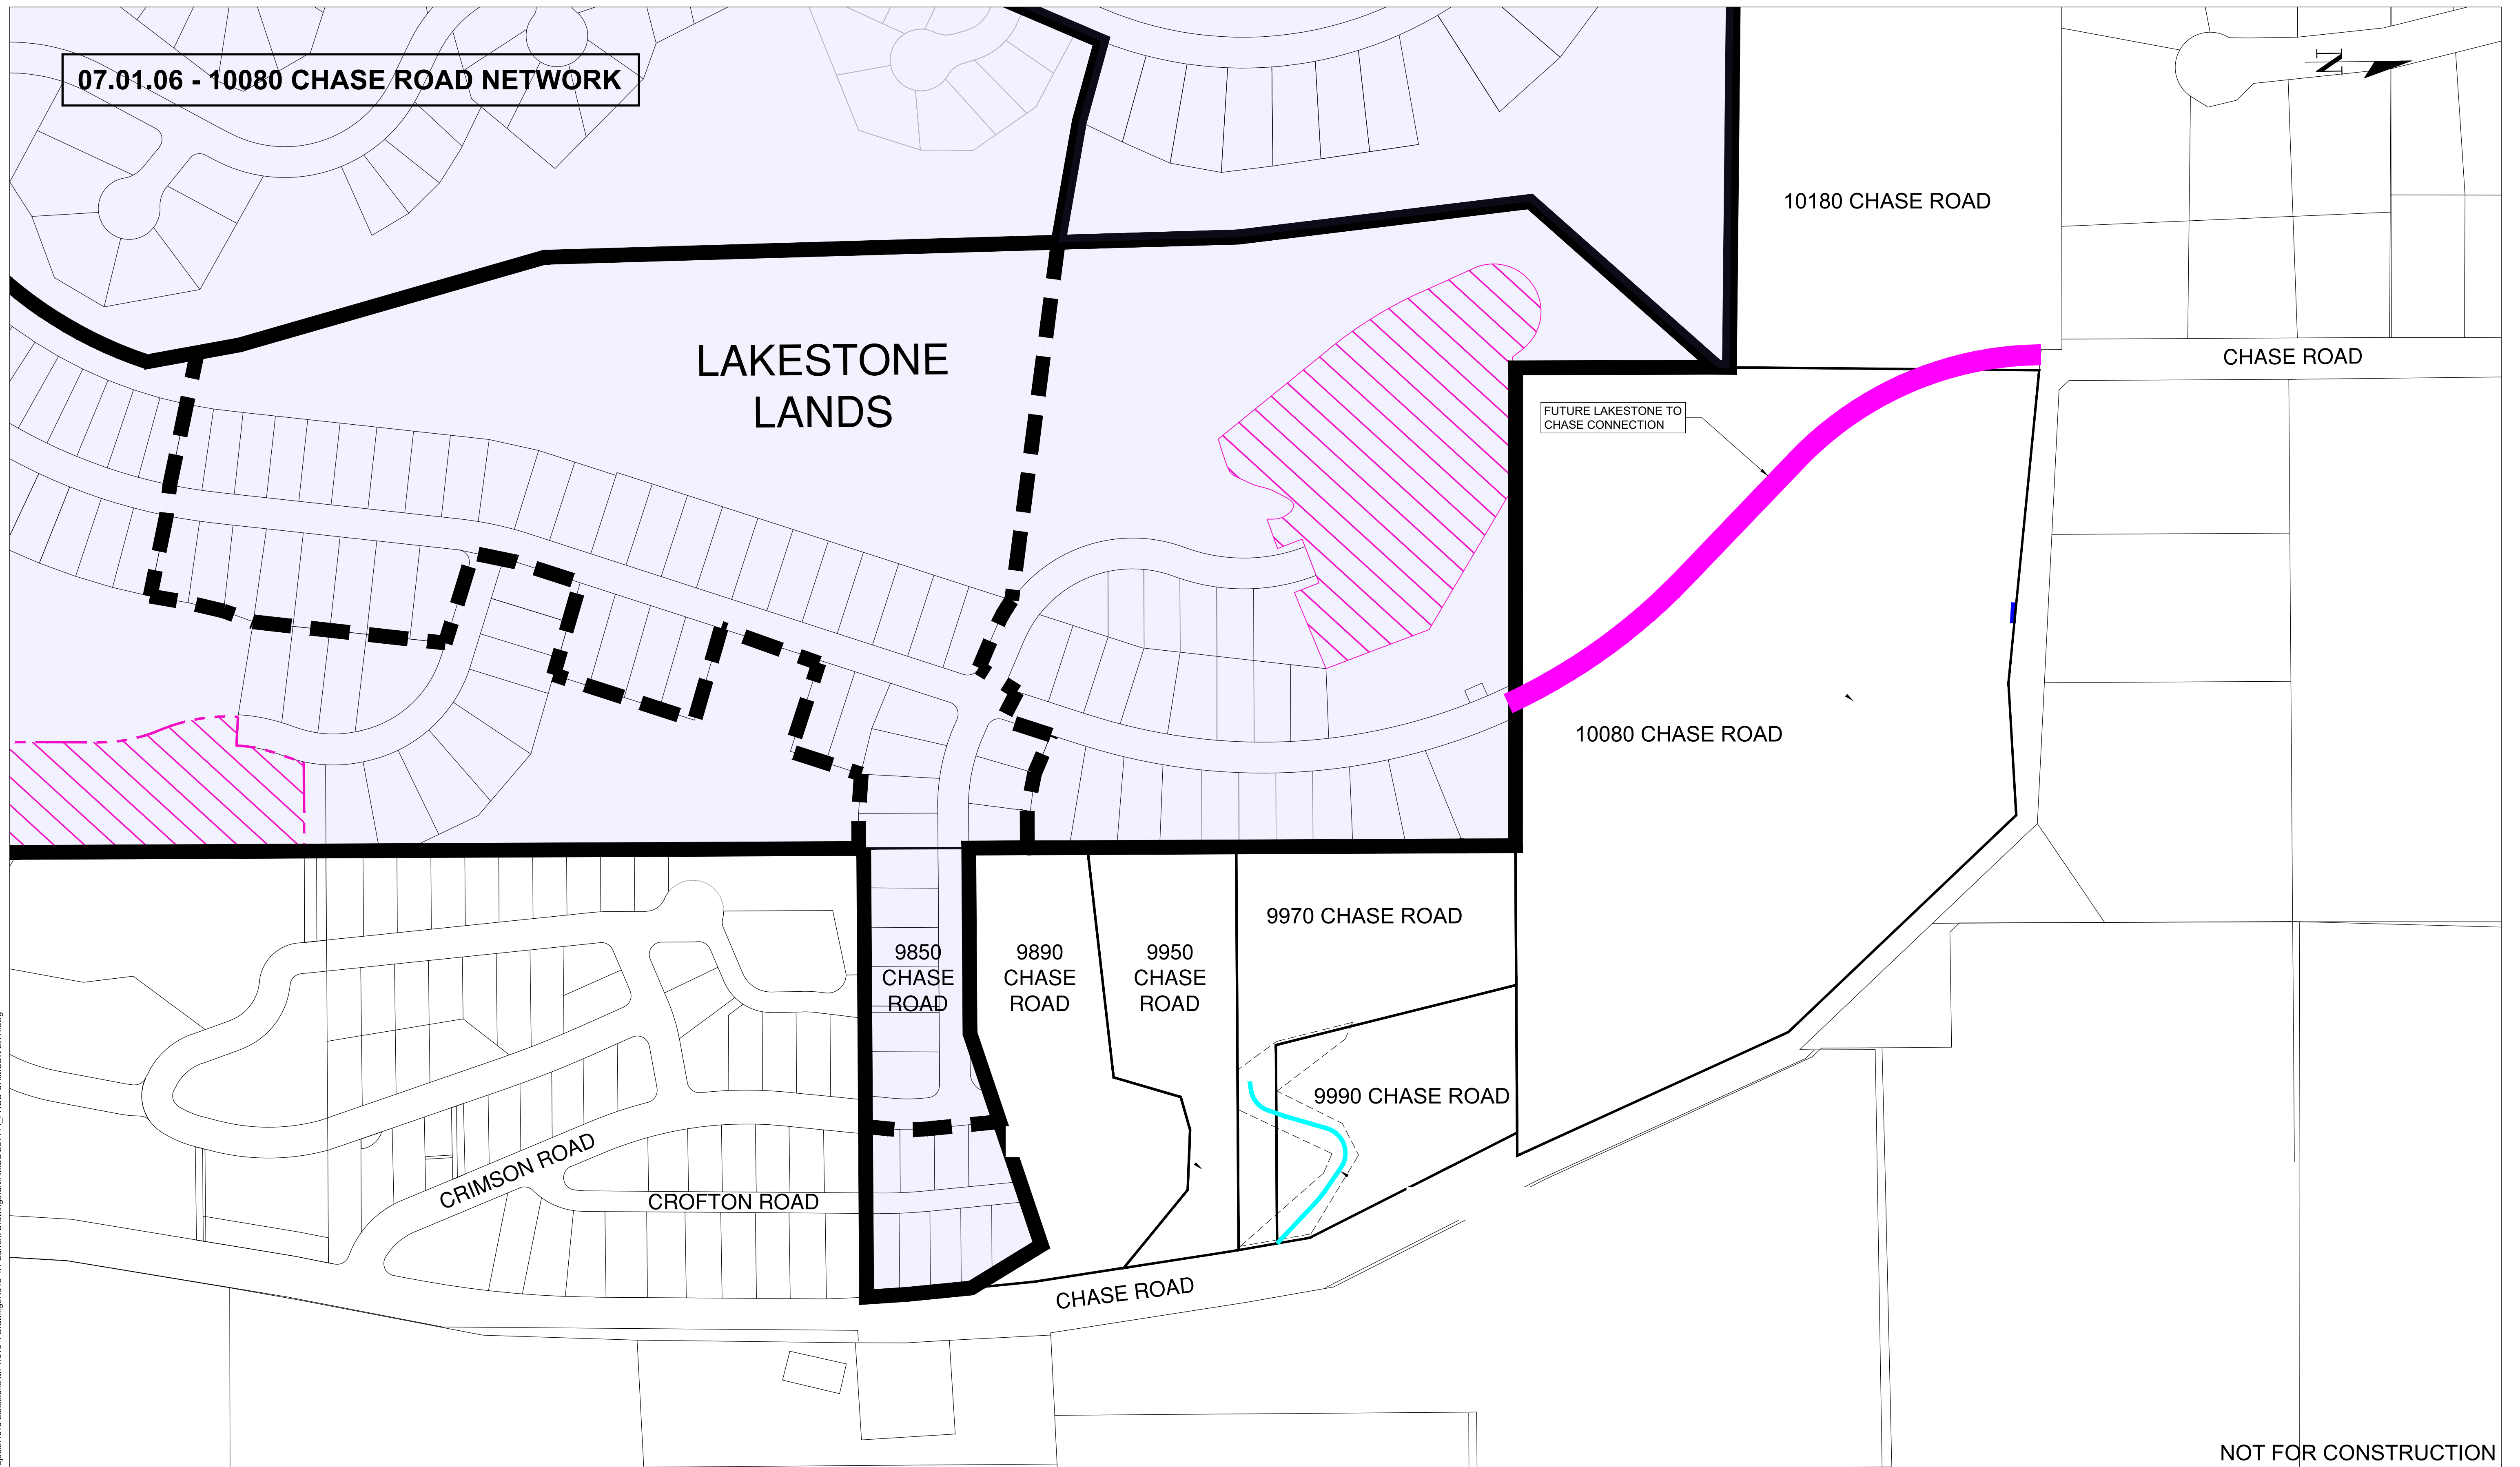 07.01.06 - 10080 CHASE ROAD NETWORK
N
10180 CHASE ROAD
CHASE ROAD
LAKESTONE
LANDS
FUTURE LAKESTONE TO
CHASE CONNECTION
10080 CHASE ROAD
9970 CHASE ROAD
9850
CHASE
ROAD
9890
CHASE
ROAD
9950
CHASE
ROAD
9990 CHASE ROAD
CRIMSON ROAD
CROFTON ROAD
CHASE ROAD
NOT FOR CONSTRUCTION